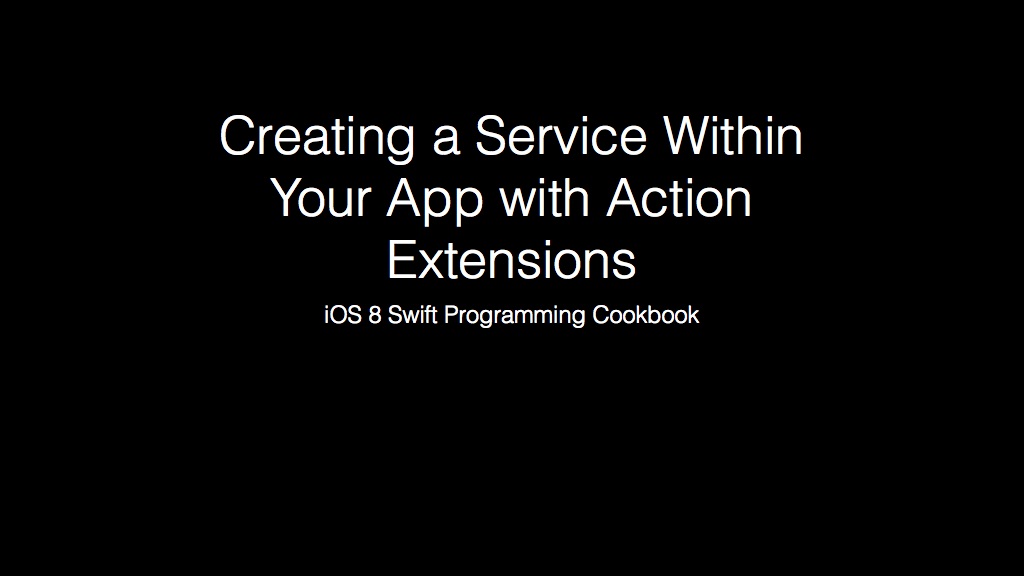 Creating a Service Within
Your App with Action
Extensions
iOS 8 Swift Programming Cookbook